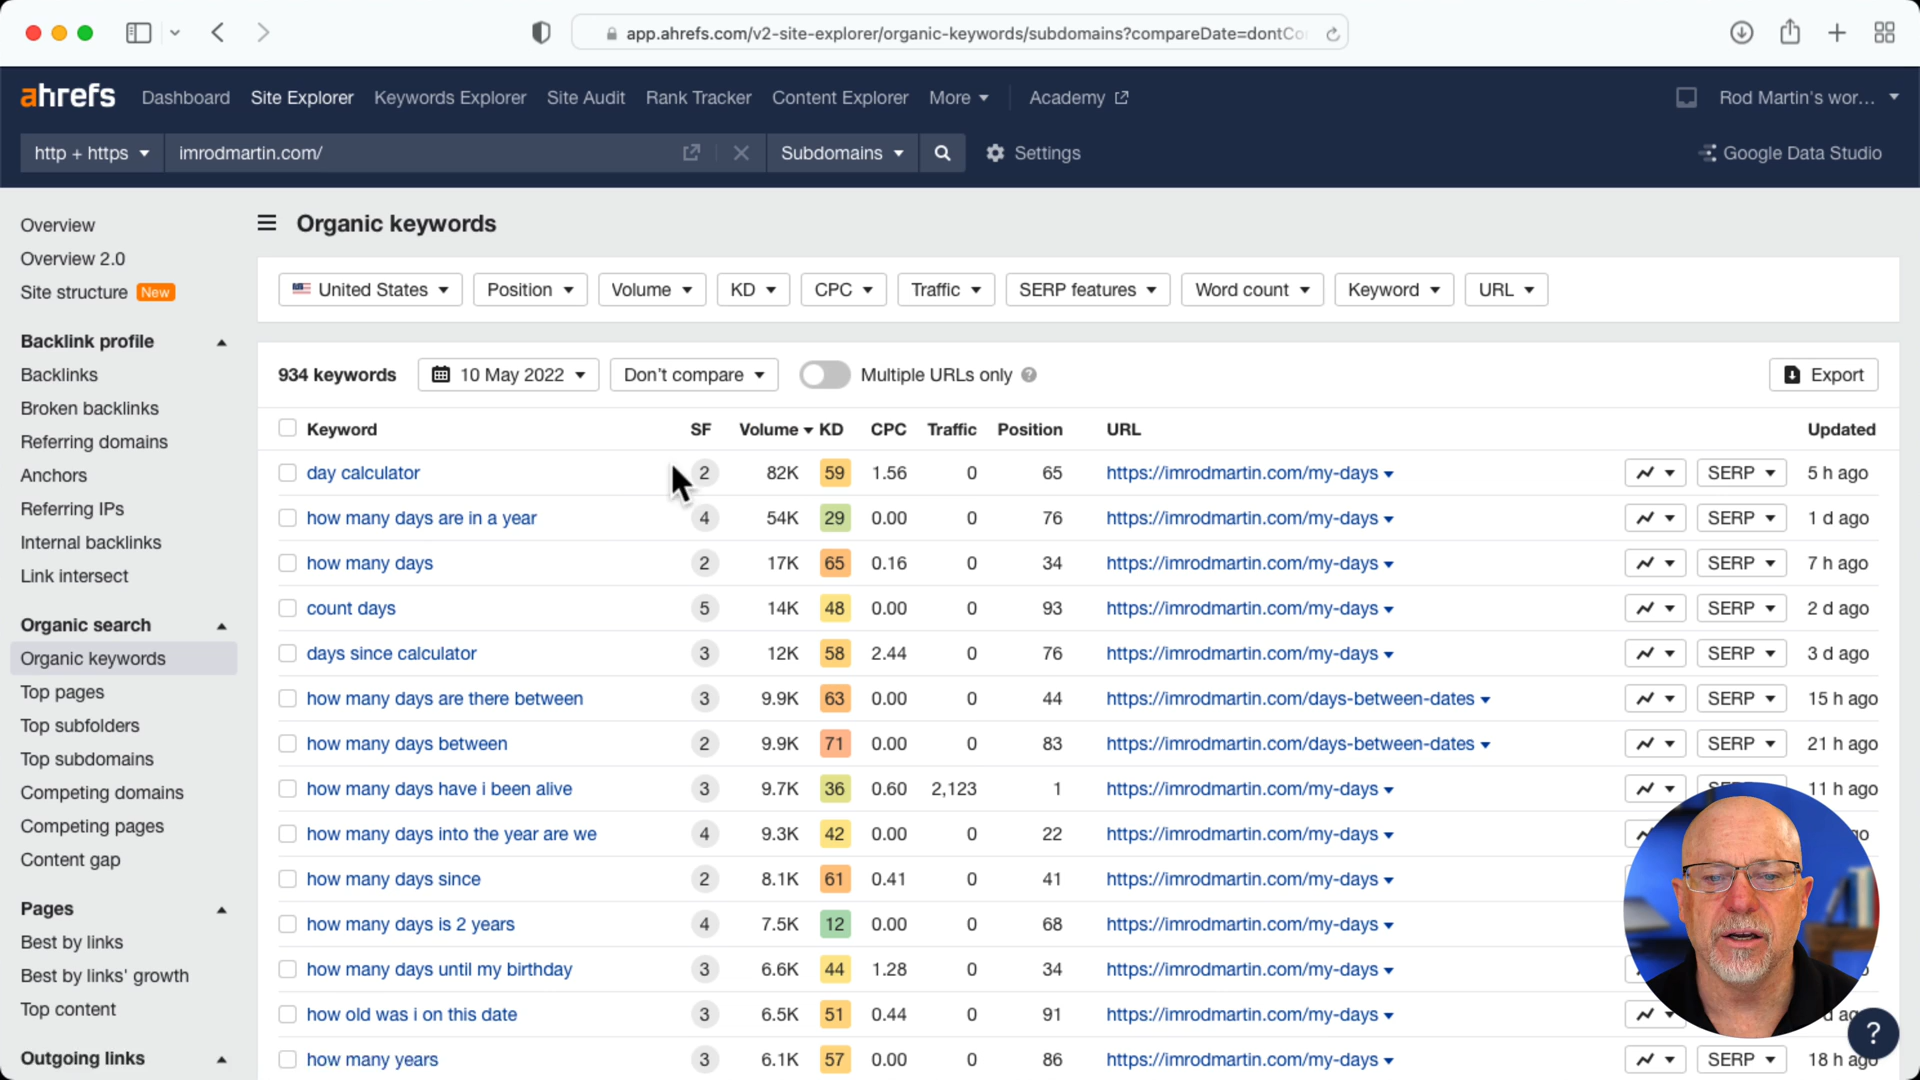 app.ahrefs.com/v2-site-explorer/organic-keywords/subdomains?compareDate=dontCo
ahrefs Dashboard Site Explorer Keywords Explorer Site Audit Rank Tracker Content Explorer More Academy Rod Martin's wor...
http + https imrodmartin.com/ Subdomains Settings Google Data Studio
Overview
Overview 2.0
Site structure New
Backlink profile
Backlinks
Broken backlinks
Referring domains
Anchors
Referring IPs
Internal backlinks
Link intersect
Organic search
Organic keywords
Top pages
Top subfolders
Top subdomains
Competing domains
Competing pages
Content gap
Pages
Best by links
Best by links' growth
Top content
Outgoing links
Organic keywords
United States Position Volume KD CPC Traffic SERP features Word count Keyword URL
934 keywords 10 May 2022 Don't compare Multiple URLs only ? Export
Keyword SF Volume KD CPC Traffic Position URL Updated
day calculator 2 82K 59 1.56 0 65 https://imrodmartin.com/my-days SERP 5 h ago
how many days are in a year 4 54K 29 0.00 0 76 https://imrodmartin.com/my-days SERP 1 d ago
how many days 2 17K 65 0.16 0 34 https://imrodmartin.com/my-days SERP 7 h ago
count days 5 14K 48 0.00 0 93 https://imrodmartin.com/my-days SERP 2 d ago
days since calculator 3 12K 58 2.44 0 76 https://imrodmartin.com/my-days SERP 3 d ago
how many days are there between 3 9.9K 63 0.00 0 44 https://imrodmartin.com/days-between-dates SERP 15 h ago
how many days between 2 9.9K 71 0.00 0 83 https://imrodmartin.com/days-between-dates SERP 21 h ago
how many days have i been alive 3 9.7K 36 0.60 2,123 1 https://imrodmartin.com/my-days SERP 11 h ago
how many days into the year are we 4 9.3K 42 0.00 0 22 https://imrodmartin.com/my-days
how many days since 2 8.1K 61 0.41 0 41 https://imrodmartin.com/my-days
how many days is 2 years 4 7.5K 12 0.00 0 68 https://imrodmartin.com/my-days
how many days until my birthday 3 6.6K 44 1.28 0 34 https://imrodmartin.com/my-days
how old was i on this date 3 6.5K 51 0.44 0 91 https://imrodmartin.com/my-days
how many years 3 6.1K 57 0.00 0 86 https://imrodmartin.com/my-days SERP 18 h ago
?